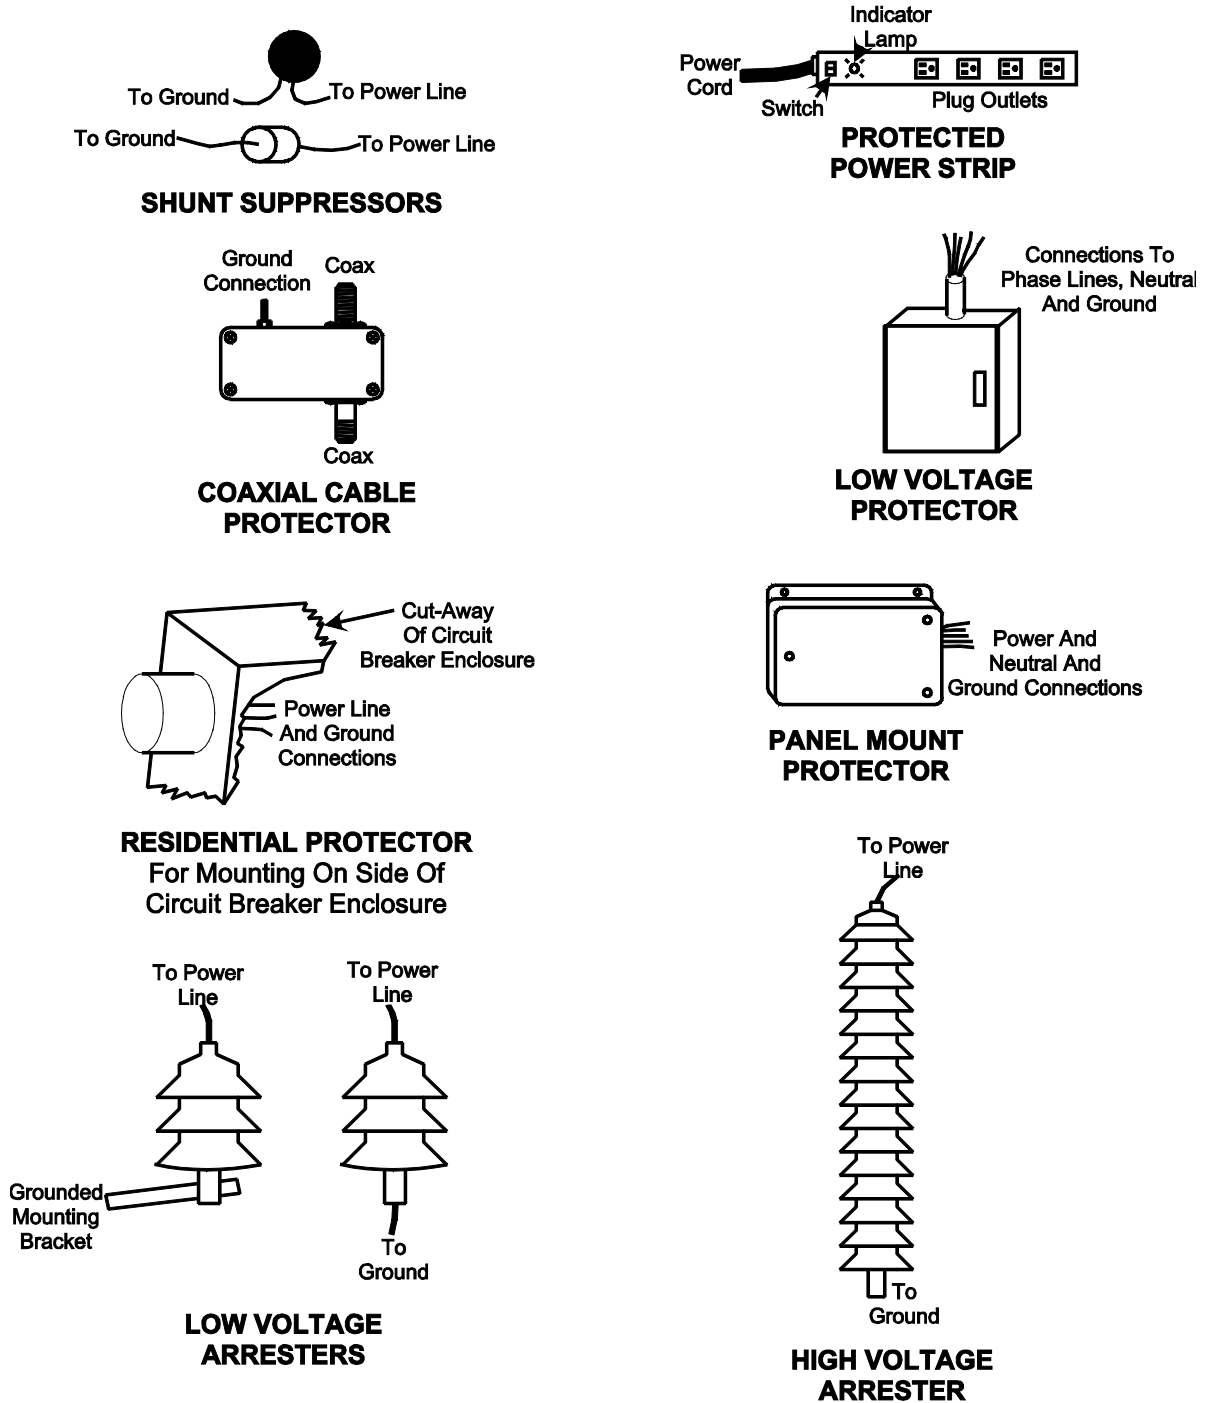 To Ground
To Power Line
To Ground
To Power Line
SHUNT SUPPRESSORS
Indicator
Lamp
Power
Cord
Switch
Plug Outlets
PROTECTED
POWER STRIP
Ground
Connection
Coax
Coax
COAXIAL CABLE
PROTECTOR
Connections To
Phase Lines, Neutral
And Ground
LOW VOLTAGE
PROTECTOR
Cut-Away
Of Circuit
Breaker Enclosure
Power Line
And Ground
Connections
RESIDENTIAL PROTECTOR
For Mounting On Side Of
Circuit Breaker Enclosure
Power And
Neutral And
Ground Connections
PANEL MOUNT
PROTECTOR
To Power
Line
To Power
Line
Grounded
Mounting
Bracket
To
Ground
LOW VOLTAGE
ARRESTERS
To Power
Line
To
Ground
HIGH VOLTAGE
ARRESTER